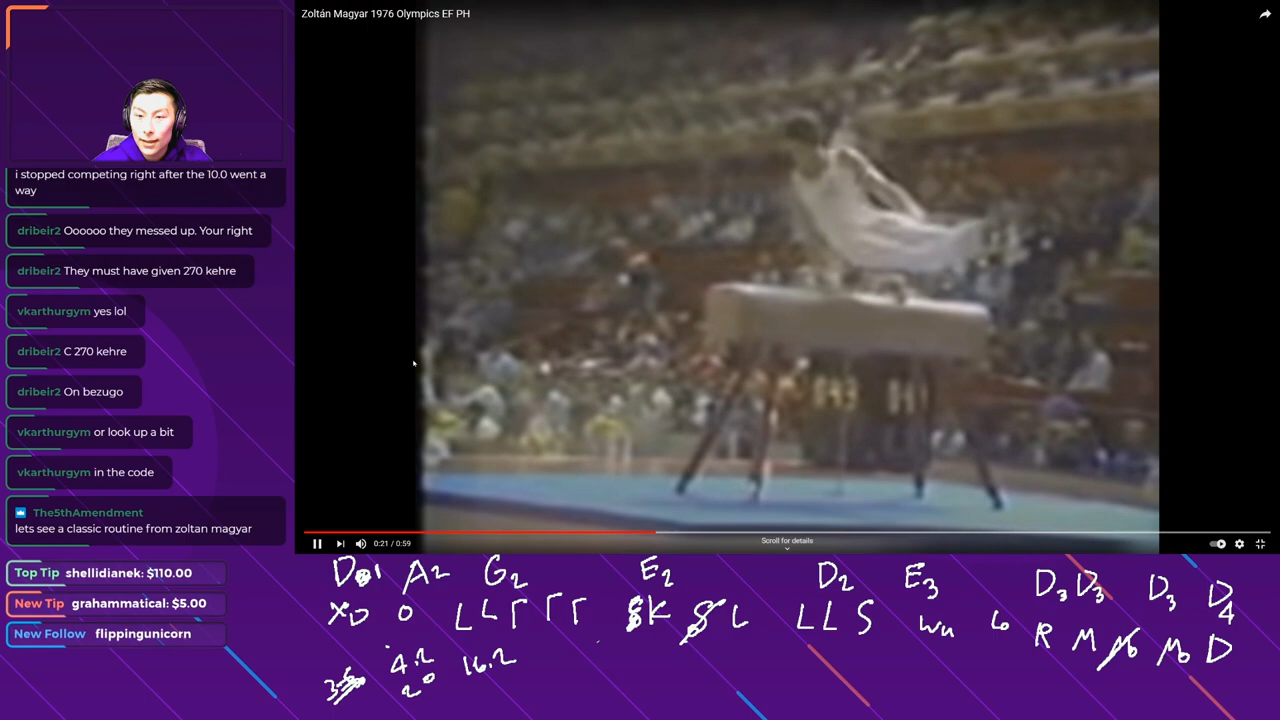 Zoltán Magyar 1976 Olympics EF PH
i stopped competing right after the 10.0 went a
way
dribeir2 Oooooo they messed up. Your right
dribeir2 They must have given 270 kehre
vkarthurgym yes lol
dribeir2 C 270 kehre
dribeir2 On bezugo
vkarthurgym or look up a bit
vkarthurgym in the code
The5thAmendment
lets see a classic routine from zoltan magyar
0:21 / 0:59
Scroll for details
Top Tip shellidianek: $110.00
New Tip grahammatical: $5.00
New Follow flippingunicorn
A2 G2 E2 D2 E3 D3 D3 D3 D4
XD O L L Γ Γ Γ K L L L S R M D
4.2 16.2